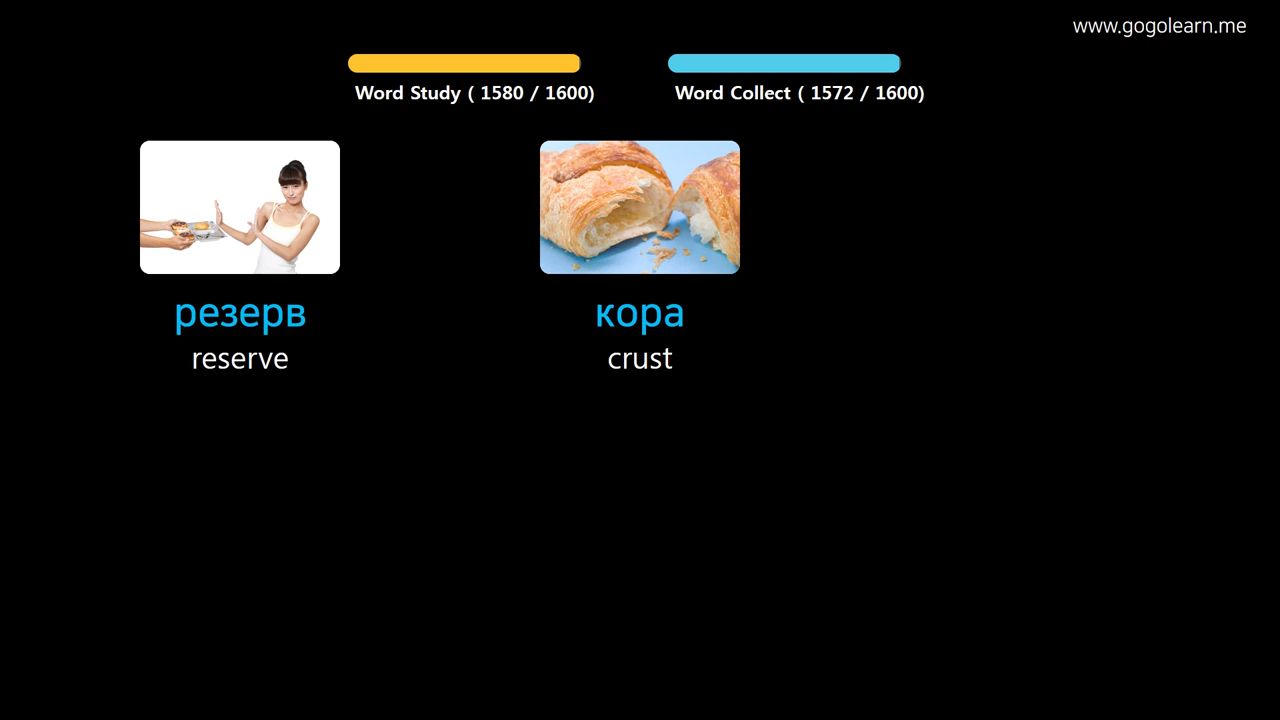 www.gogolearn.me
Word Study ( 1580 / 1600)
Word Collect ( 1572 / 1600)
резерв
reserve
кора
crust